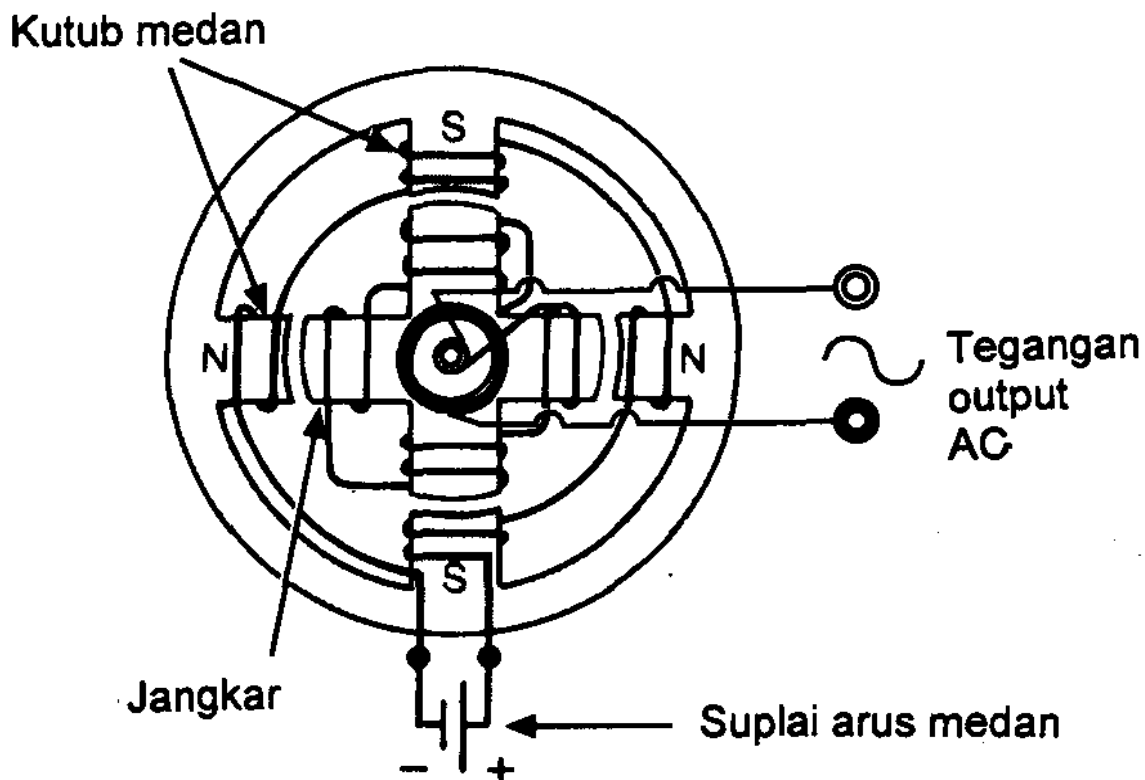 Kutub medan
S
N
N
Tegangan
output
AC
S
Jangkar
Suplai arus medan
- +